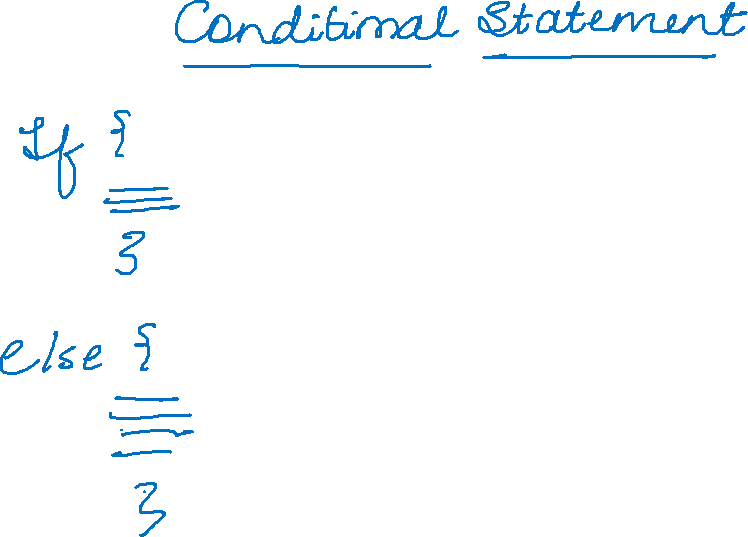 Conditional Statement
If {
}
else {
}